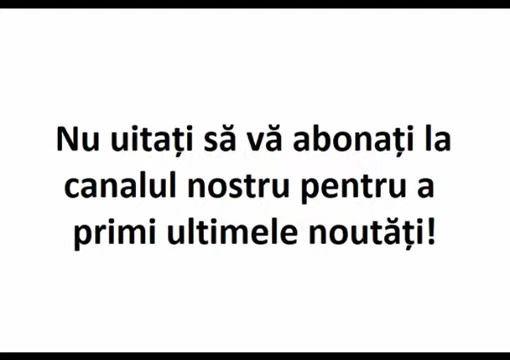 Nu uitați să vă abonați la
canalul nostru pentru a
primi ultimele noutăți!